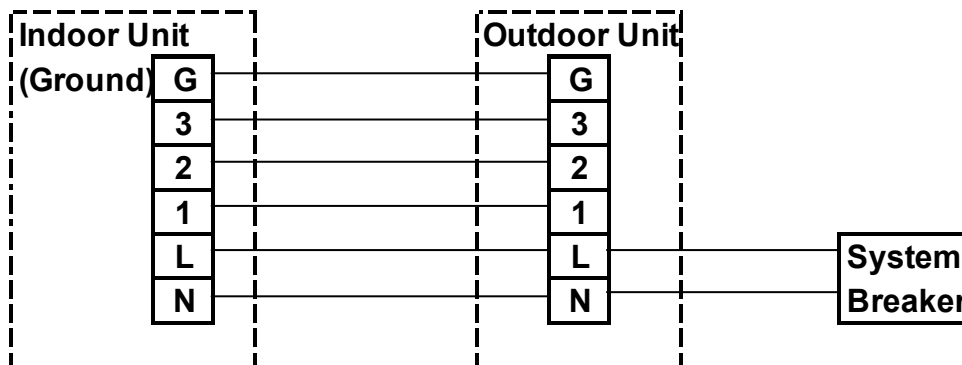 Indoor Unit
(Ground) G
3
2
1
L
N
Outdoor Unit
G
3
2
1
L
N
System
Breaker